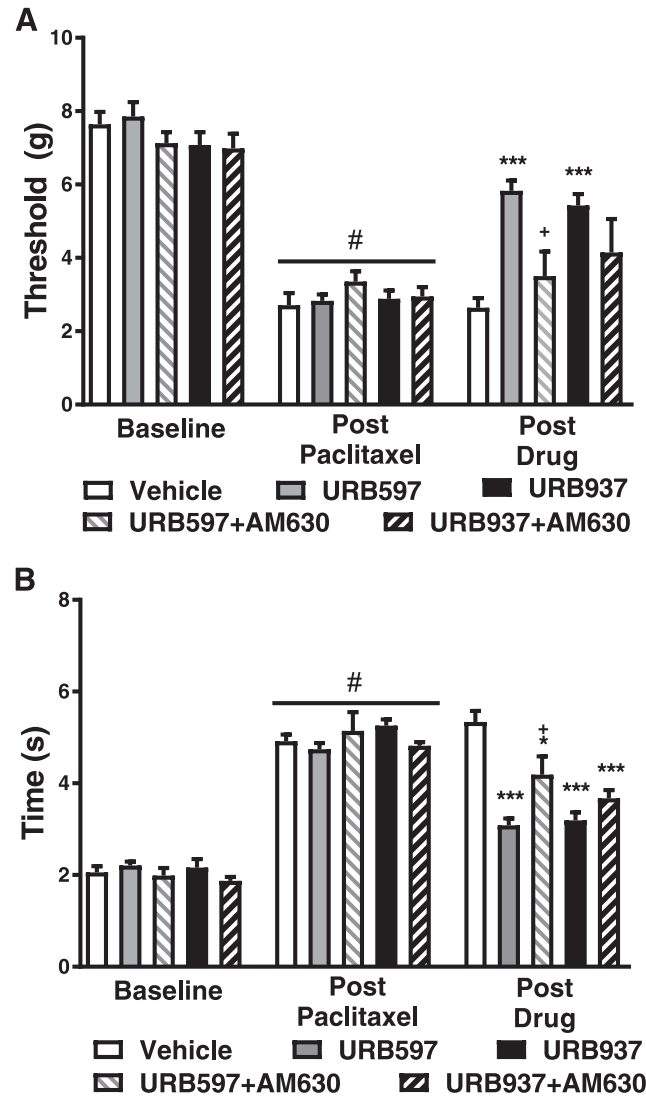 A
10
8
6
4
2
0
Threshold (g)
#
***
+
***
Baseline
Post
Paclitaxel
Post
Drug
Vehicle URB597 URB937
URB597+AM630 URB937+AM630
B
8
6
4
2
0
Time (s)
#
***
+
*
***
***
Baseline
Post
Paclitaxel
Post
Drug
Vehicle URB597 URB937
URB597+AM630 URB937+AM630